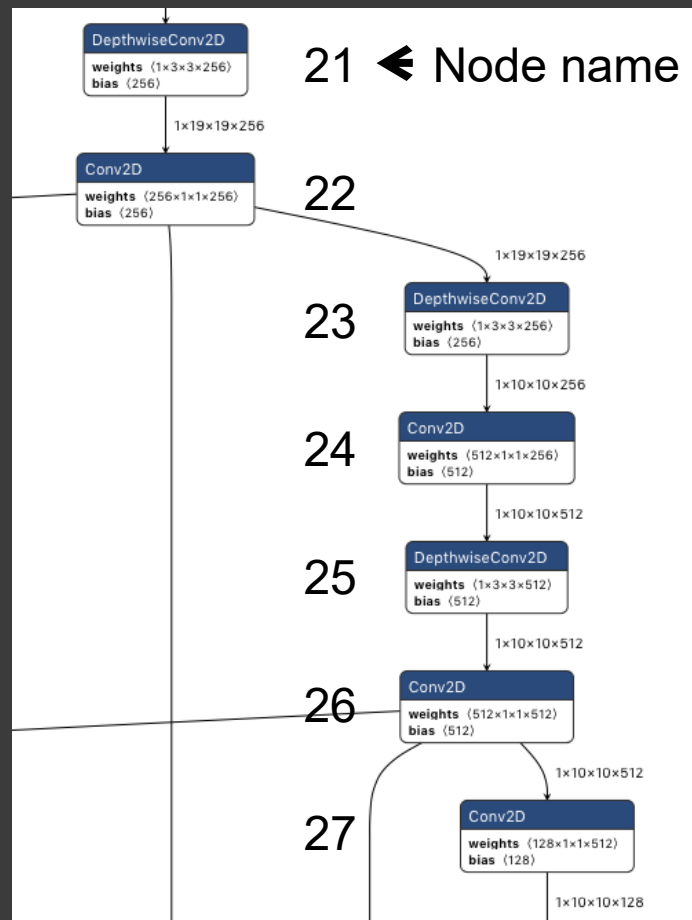 DepthwiseConv2D
weights ⟨1×3×3×256⟩
bias ⟨256⟩
21
Node name
1×19×19×256
Conv2D
weights ⟨256×1×1×256⟩
bias ⟨256⟩
22
1×19×19×256
DepthwiseConv2D
weights ⟨1×3×3×256⟩
bias ⟨256⟩
23
1×10×10×256
Conv2D
weights ⟨512×1×1×256⟩
bias ⟨512⟩
24
1×10×10×512
DepthwiseConv2D
weights ⟨1×3×3×512⟩
bias ⟨512⟩
25
1×10×10×512
Conv2D
weights ⟨512×1×1×512⟩
bias ⟨512⟩
26
1×10×10×512
Conv2D
weights ⟨128×1×1×512⟩
bias ⟨128⟩
27
1×10×10×128